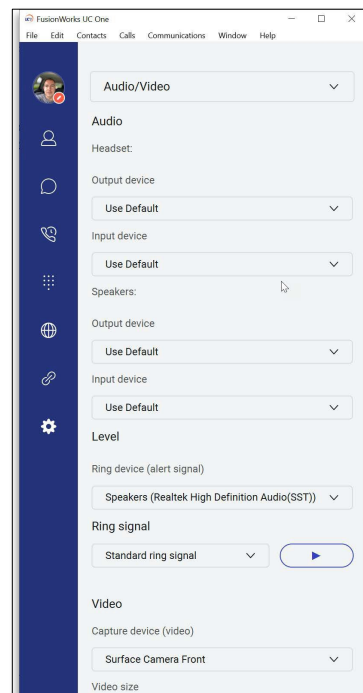 FusionWorks UC One
File Edit Contacts Calls Communications Window Help
Audio/Video
Audio
Headset:
Output device
Use Default
Input device
Use Default
Speakers:
Output device
Use Default
Input device
Use Default
Level
Ring device (alert signal)
Speakers (Realtek High Definition Audio(SST))
Ring signal
Standard ring signal
Video
Capture device (video)
Surface Camera Front
Video size